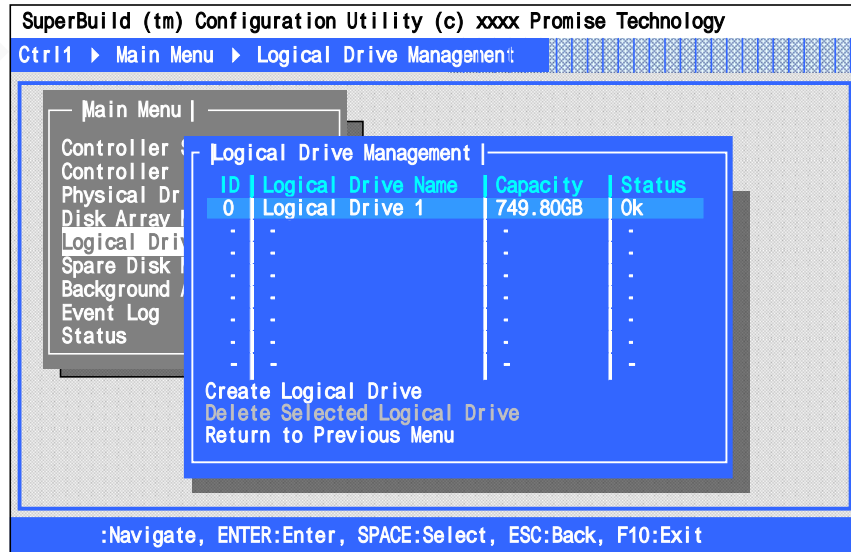 SuperBuild (tm) Configuration Utility (c) xxxx Promise Technology
Ctrl1 ▶ Main Menu ▶ Logical Drive Management
Main Menu |
Controller
Controller
Physical Dr
Disk Array
Logical Driv
Spare Disk
Background
Event Log
Status
|Logical Drive Management |
ID | Logical Drive Name | Capacity | Status
0 | Logical Drive 1 | 749.80GB | Ok
- - - -
- - - -
- - - -
- - - -
- - - -
- - - -
- - - -
Create Logical Drive
Delete Selected Logical Drive
Return to Previous Menu
:Navigate, ENTER:Enter, SPACE:Select, ESC:Back, F10:Exit